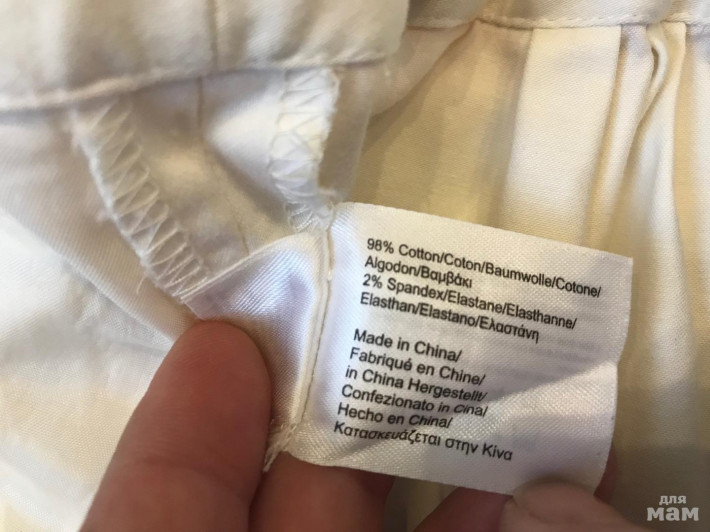 98% Cotton/Coton/Baumwolle/Cotone/
Algodon/Βαμβάκι
2% Spandex/Elastane/Elasthanne/
Elasthan/Elastano/Ελαστάνη
Made in China/
Fabriqué en Chine/
in China Hergestellt/
Confezionato in Cina/
Hecho en China/
Κατασκευάζεται στην Κίνα
для
мам